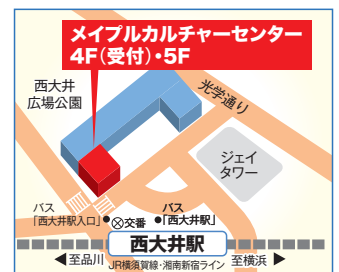 メイプルカルチャーセンター
4F(受付)・5F
西大井
広場公園
光学通り
ジェイ
タワー
バス
「西大井駅入口」
交番
バス
「西大井駅」
西大井駅
◀至品川
JR横須賀線・湘南新宿ライン
至横浜▶